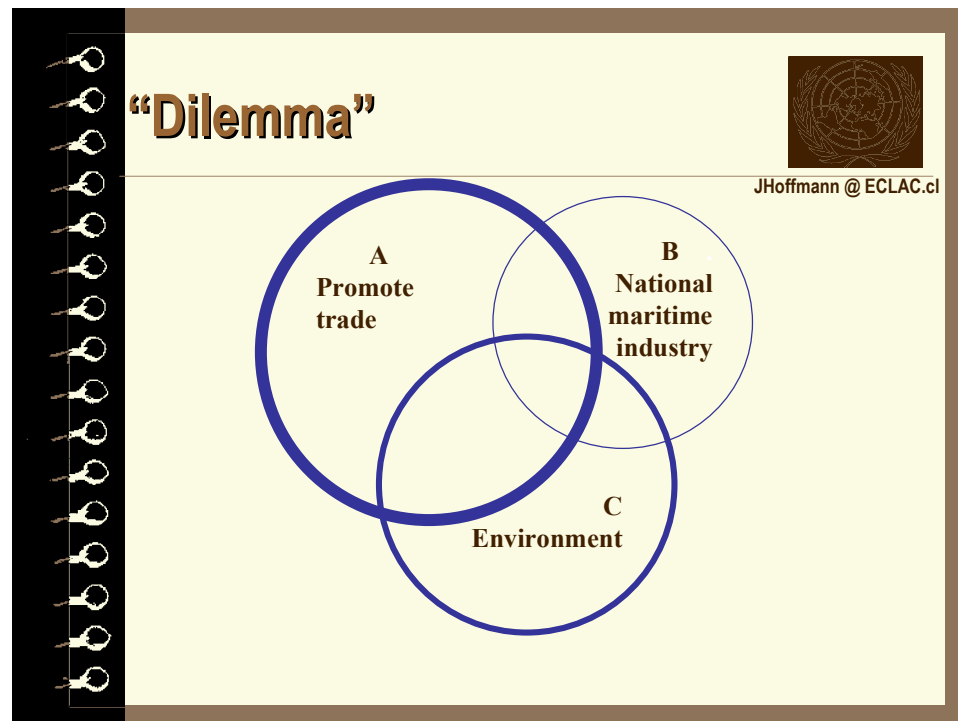 “Dilemma”
JHoffmann @ ECLAC.cl
A
Promote
trade
B
National
maritime
industry
C
Environment